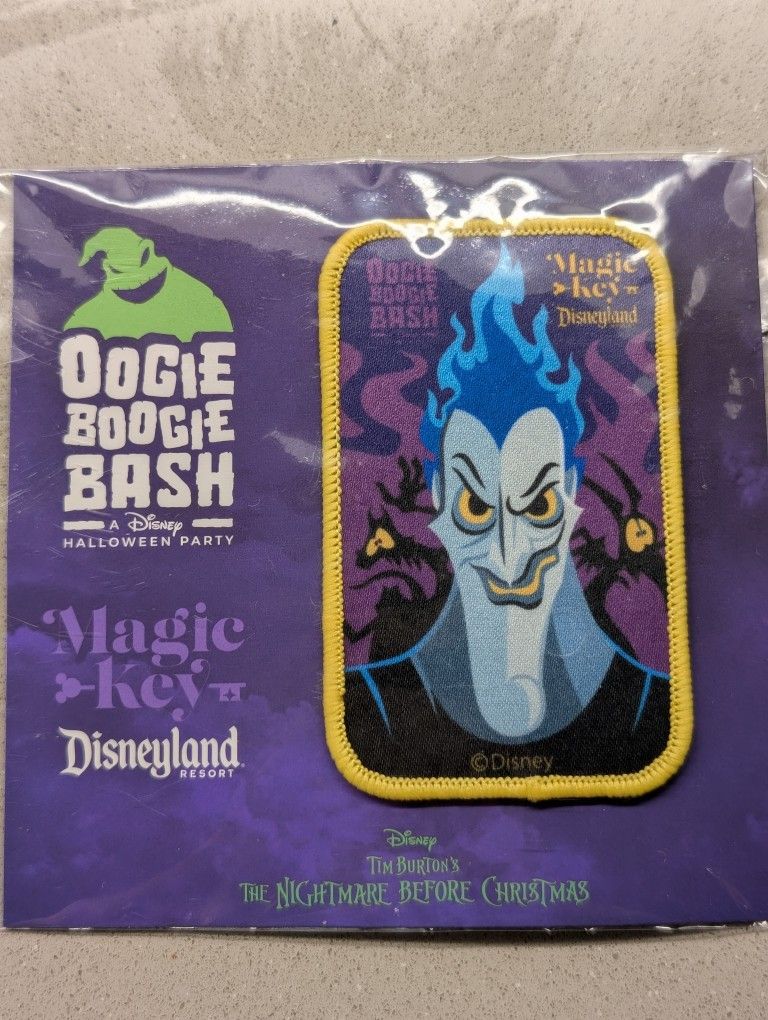 OOGIE
BOOGIE
BASH
A Disney
HALLOWEEN PARTY
Magic
Key
Disneyland
RESORT
OOGIE
BOOGIE
BASH
Magic
Key
Disneyland
©Disney
Disney
TIM BURTON'S
THE NIGHTMARE BEFORE CHRISTMAS